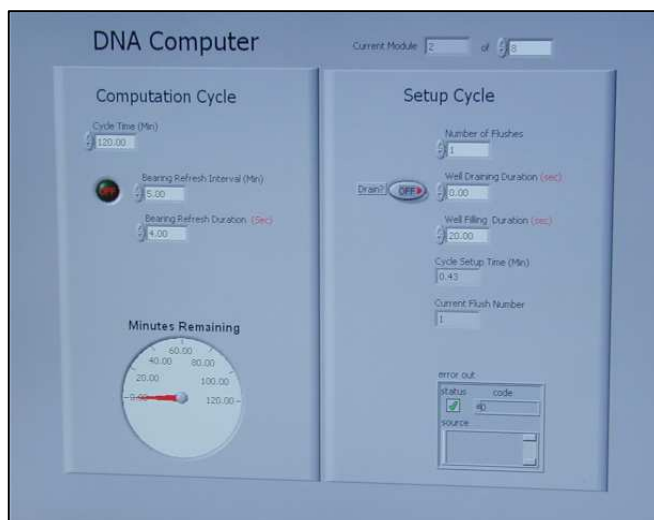 DNA Computer
Current Module 2 of 8
Computation Cycle
Cycle Time (Min)
120.00
OFF
Bearing Refresh Interval (Min)
5.00
Bearing Refresh Duration (Sec)
4.00
Minutes Remaining
0.00
20.00
40.00
60.00
80.00
100.00
120.00
Setup Cycle
Number of Flushes
1
Well Draining Duration (sec)
Drain? OFF 0.00
Well Filling Duration (sec)
20.00
Cycle Setup Time (Min)
0.43
Current Flush Number
1
error out
status code
0
source